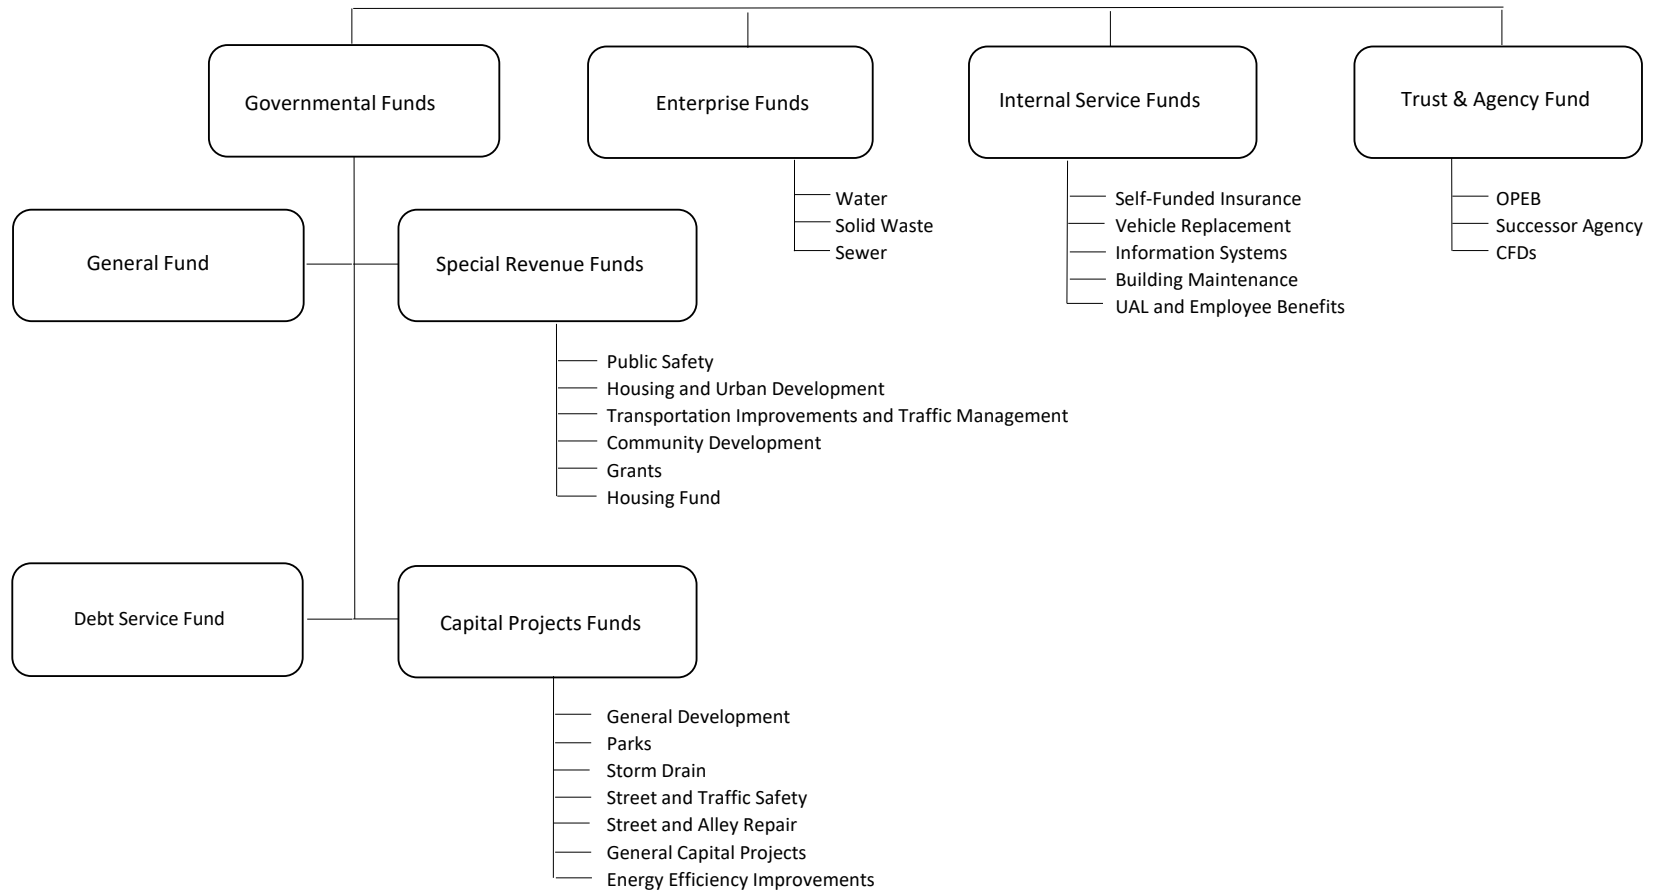 Governmental Funds
Enterprise Funds
Internal Service Funds
Trust & Agency Fund
Water
Solid Waste
Sewer
Self-Funded Insurance
Vehicle Replacement
Information Systems
Building Maintenance
UAL and Employee Benefits
OPEB
Successor Agency
CFDs
General Fund
Special Revenue Funds
Public Safety
Housing and Urban Development
Transportation Improvements and Traffic Management
Community Development
Grants
Housing Fund
Debt Service Fund
Capital Projects Funds
General Development
Parks
Storm Drain
Street and Traffic Safety
Street and Alley Repair
General Capital Projects
Energy Efficiency Improvements